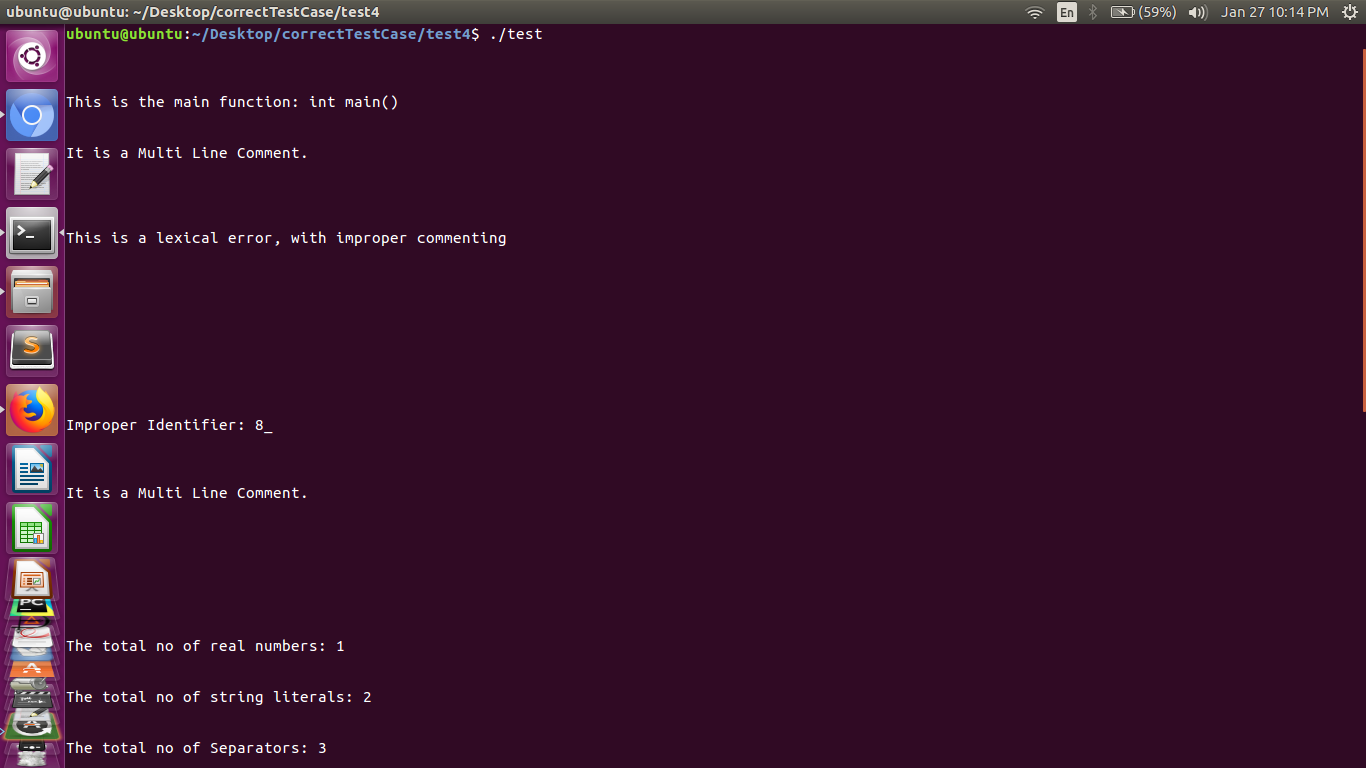 ubuntu@ubuntu: ~/Desktop/correctTestCase/test4
En
(59%)
Jan 27 10:14 PM
ubuntu@ubuntu:~/Desktop/correctTestCase/test4$ ./test
This is the main function: int main()
It is a Multi Line Comment.
This is a lexical error, with improper commenting
Improper Identifier: 8_
It is a Multi Line Comment.
PC
The total no of real numbers: 1
The total no of string literals: 2
The total no of Separators: 3